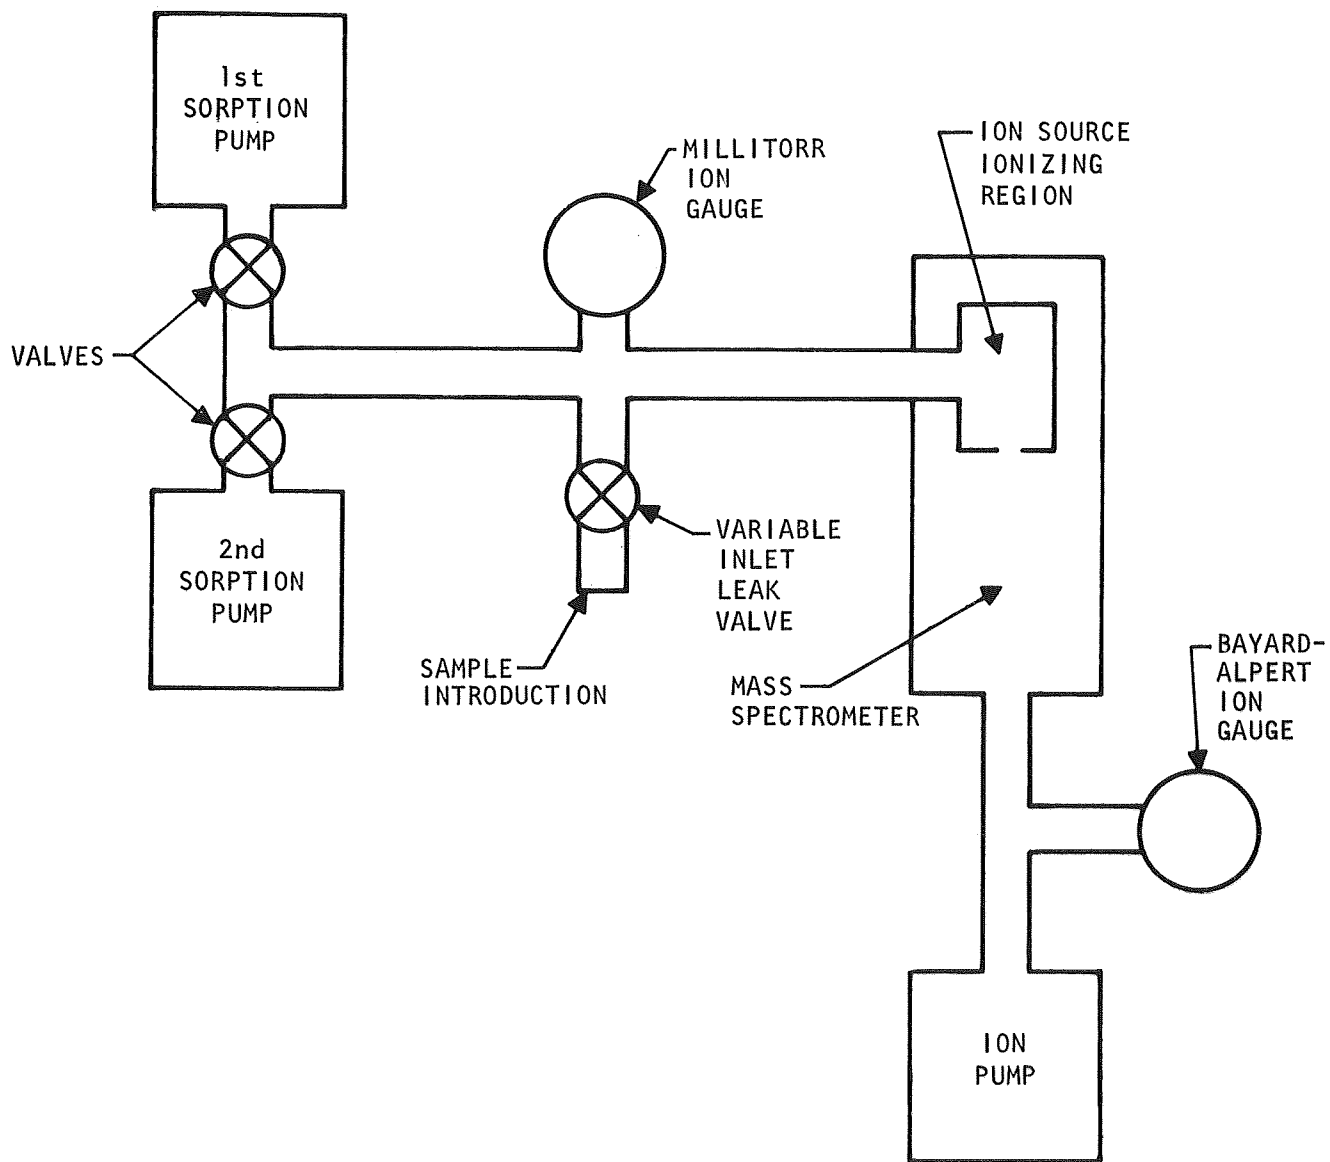 1st
SORPTION
PUMP
MILLITORR
ION
GAUGE
ION SOURCE
IONIZING
REGION
VALVES
2nd
SORPTION
PUMP
VARIABLE
INLET
LEAK
VALVE
SAMPLE
INTRODUCTION
MASS
SPECTROMETER
BAYARD-
ALPERT
ION
GAUGE
ION
PUMP